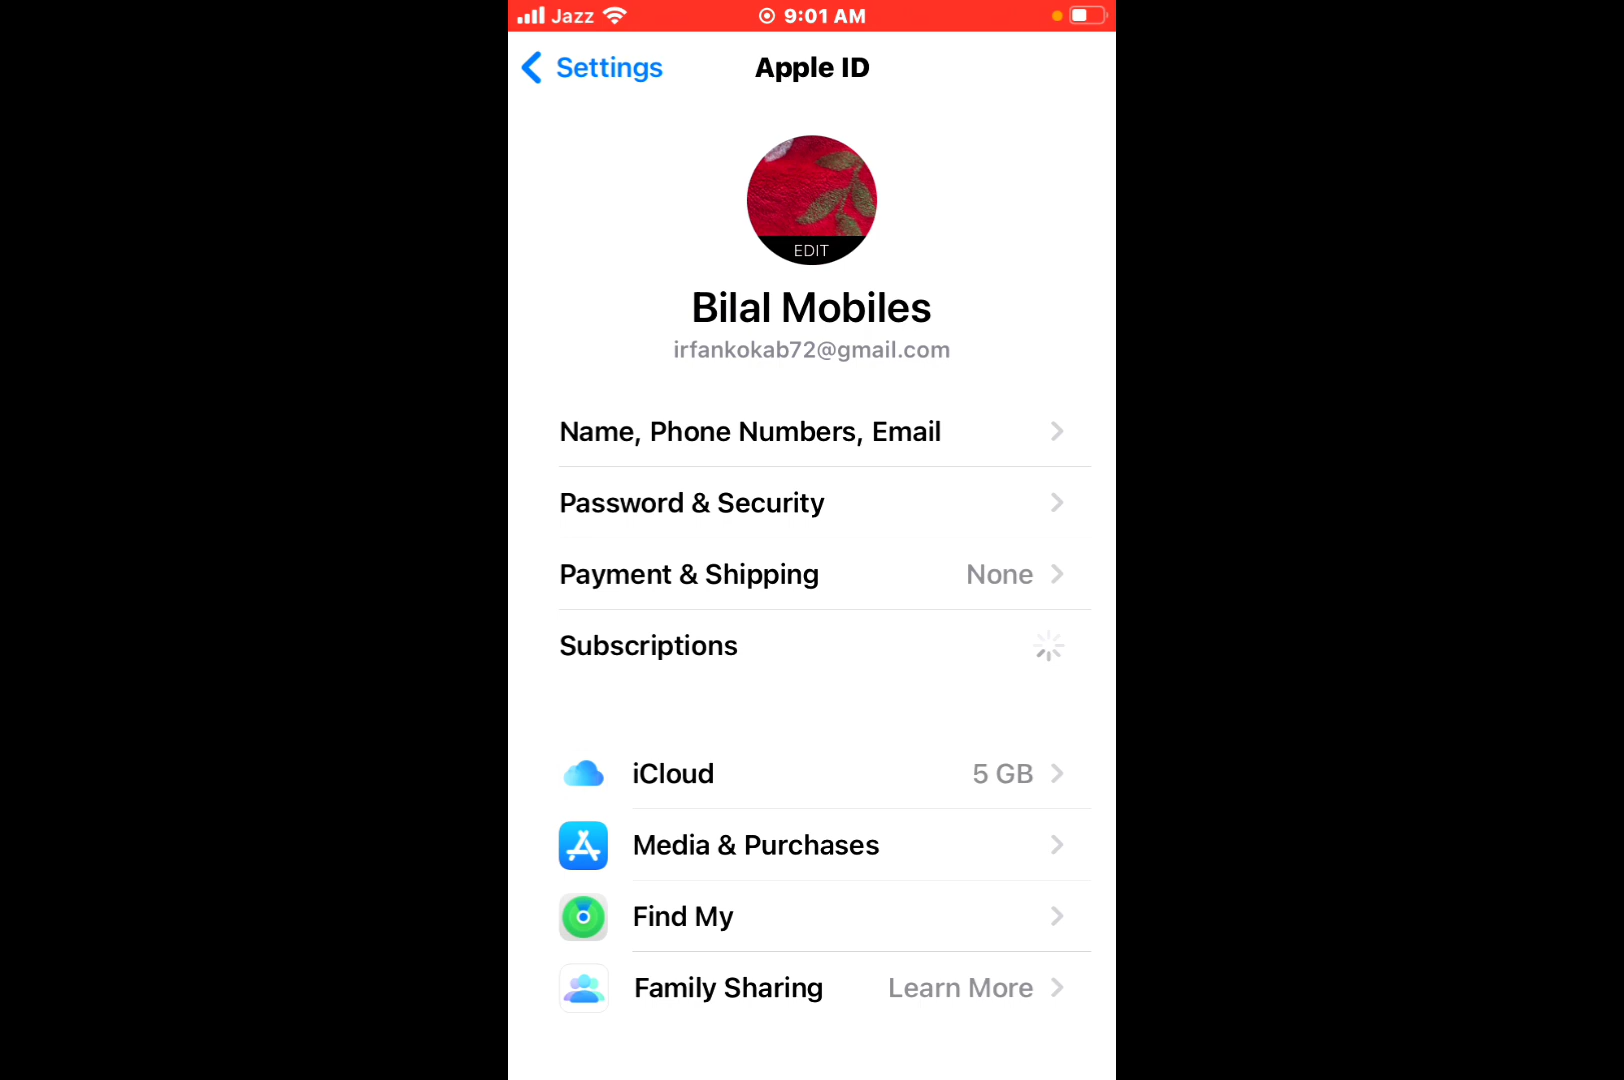 Jazz 9:01 AM
Settings Apple ID
EDIT
Bilal Mobiles
irfankokab72@gmail.com
Name, Phone Numbers, Email
Password & Security
Payment & Shipping None
Subscriptions
iCloud 5 GB
Media & Purchases
Find My
Family Sharing Learn More